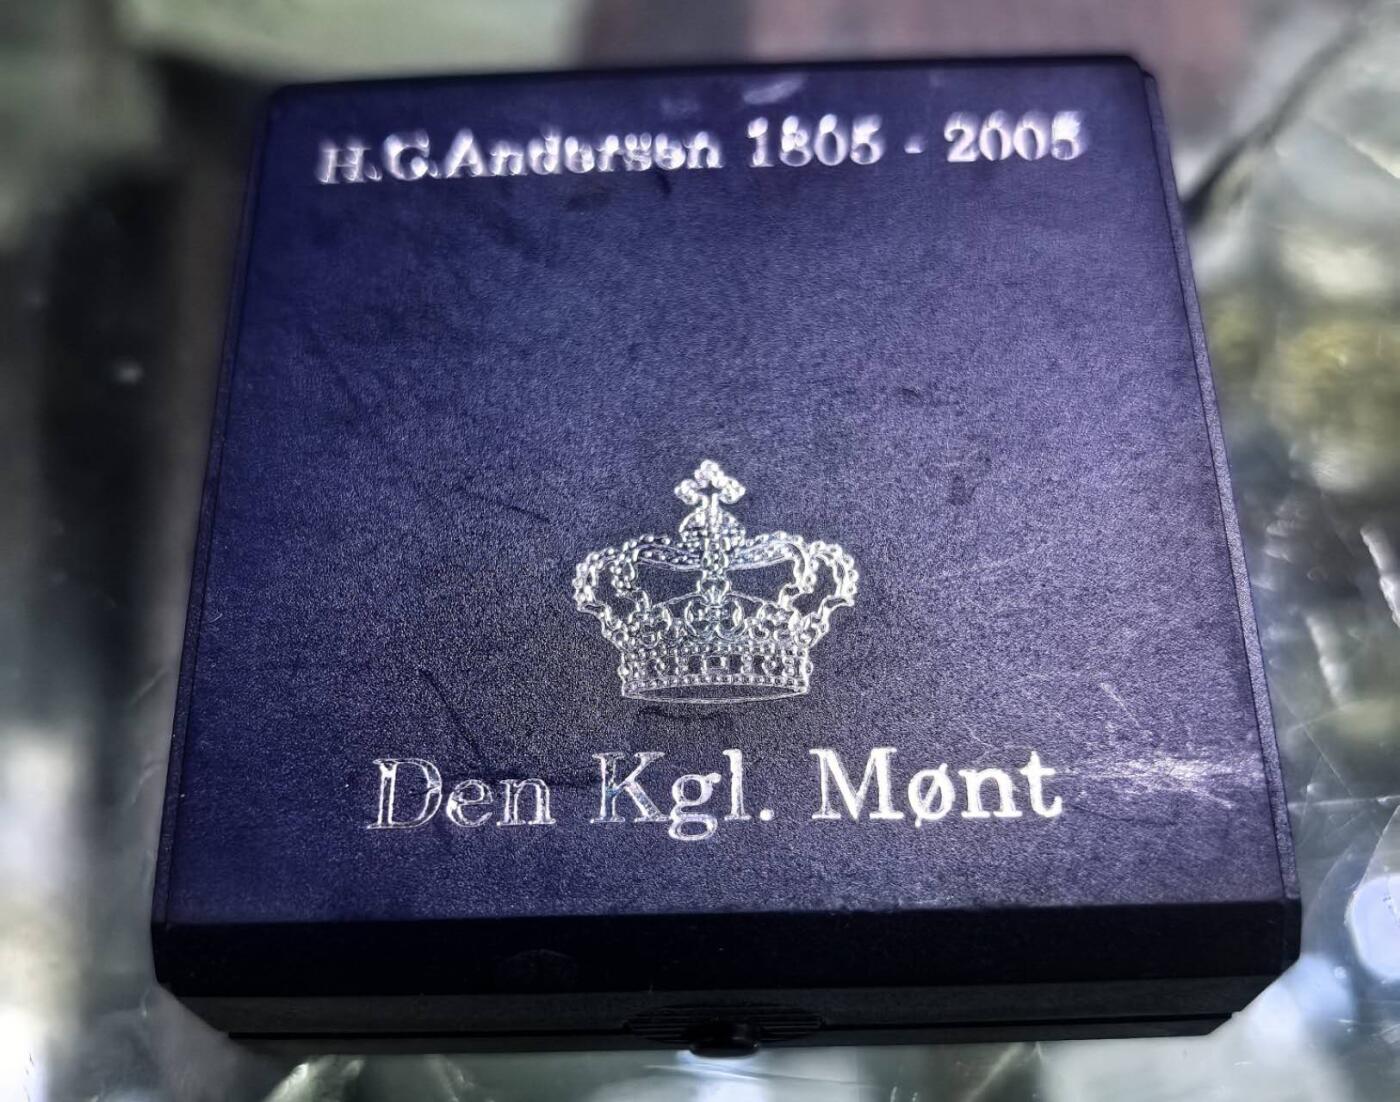 H.C.Andersen 1805 - 2005
Den Kgl. Mønt